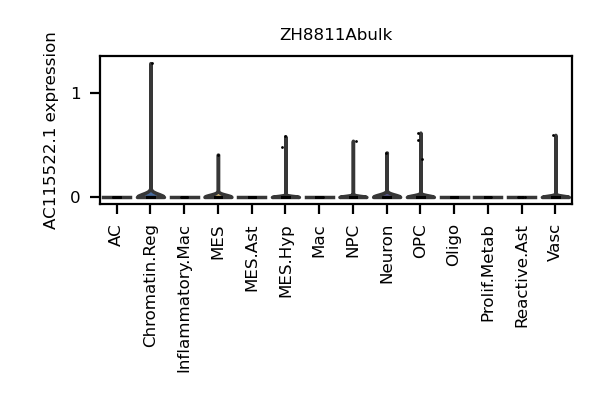 ZH8811Abulk
AC115522.1 expression
1
0
AC
Chromatin.Reg
Inflammatory.Mac
MES
MES.Ast
MES.Hyp
Mac
NPC
Neuron
OPC
Oligo
Prolif.Metab
Reactive.Ast
Vasc